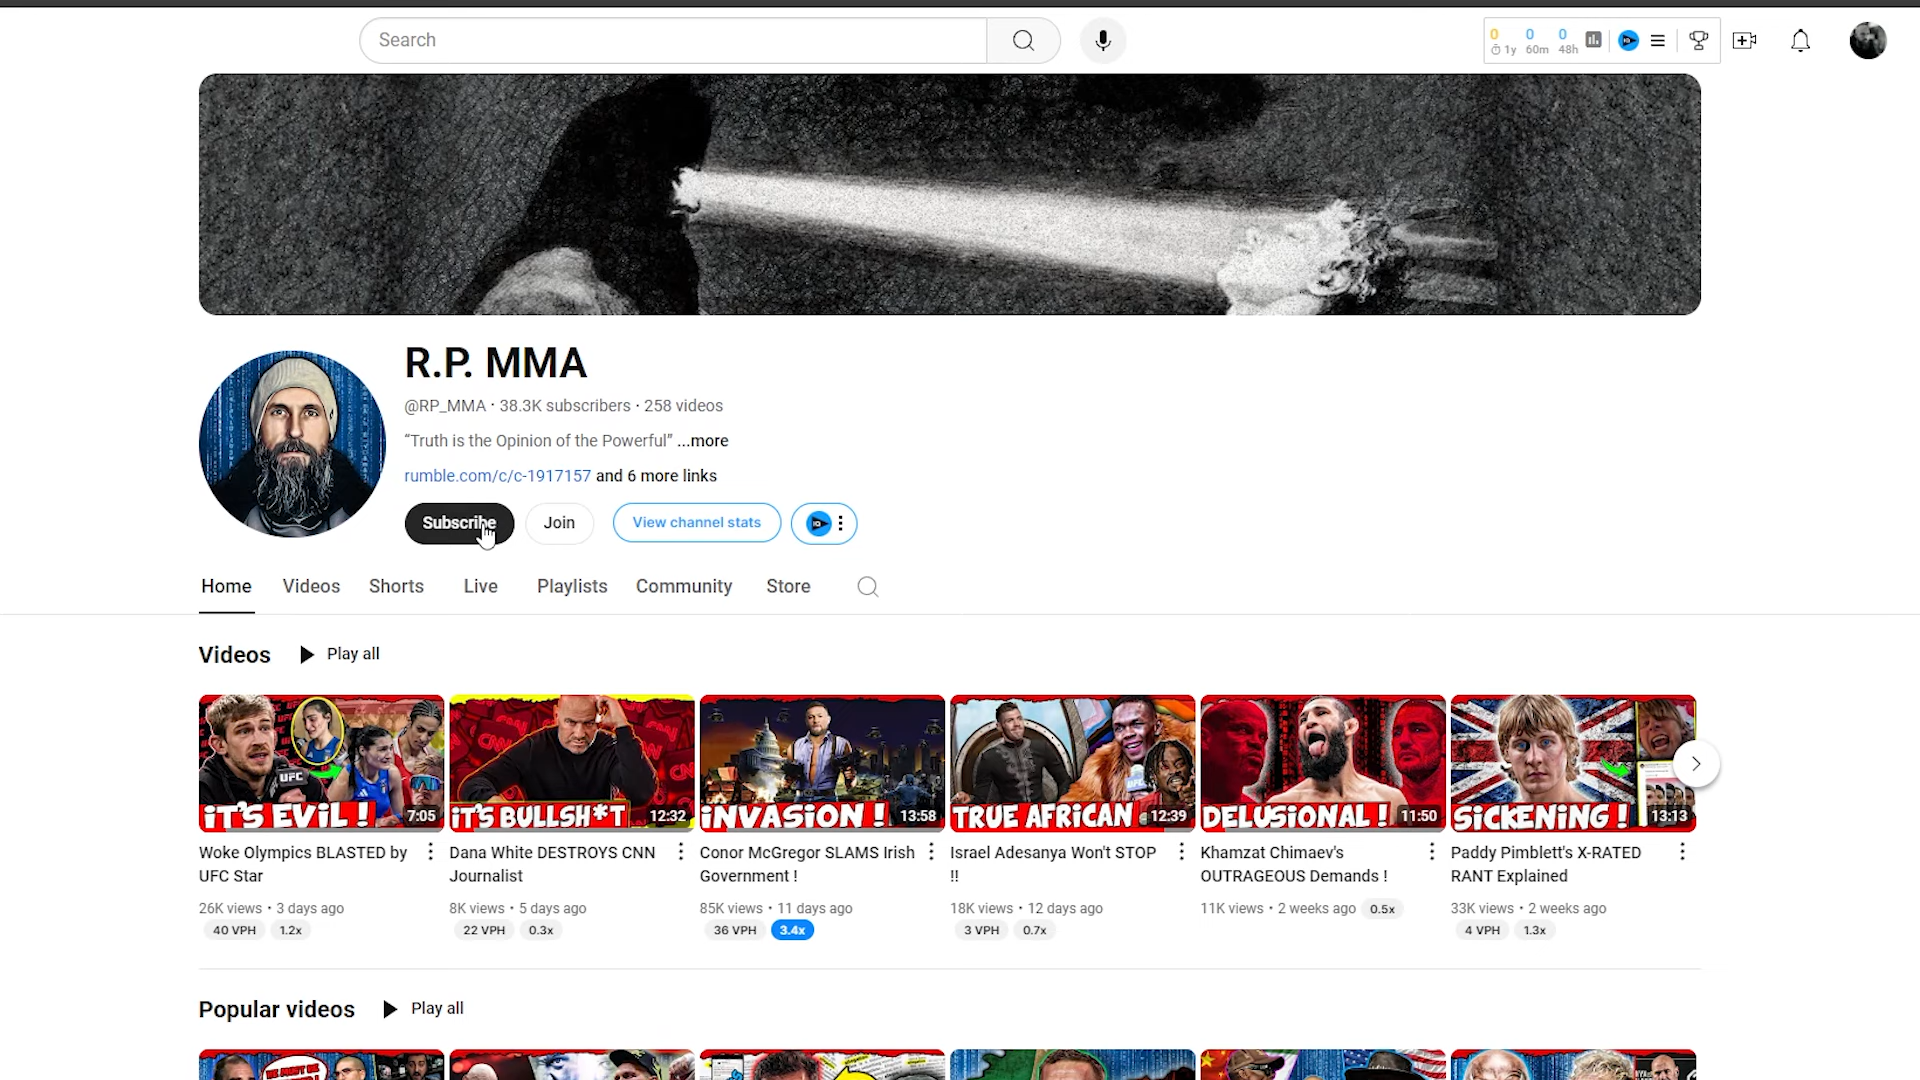 Search
0 0 0
1y 60m 48h
R.P. MMA
@RP_MMA · 38.3K subscribers · 258 videos
“Truth is the Opinion of the Powerful” ...more
rumble.com/c/c-1917157 and 6 more links
Subscribe Join View channel stats
Home Videos Shorts Live Playlists Community Store
Videos Play all
UFC
CNN
iT'S EViL ! 7:05
iT'S BULLSH*T 12:32
iNVASiON ! 13:58
TRUE AFRiCAN 12:39
DELUSiONAL ! 11:50
SiCKENiNG ! 13:13
Woke Olympics BLASTED by
UFC Star
26K views • 3 days ago
40 VPH 1.2x
Dana White DESTROYS CNN
Journalist
8K views • 5 days ago
22 VPH 0.3x
Conor McGregor SLAMS Irish
Government !
85K views • 11 days ago
36 VPH 3.4x
Israel Adesanya Won't STOP
!!
18K views • 12 days ago
3 VPH 0.7x
Khamzat Chimaev's
OUTRAGEOUS Demands !
11K views • 2 weeks ago 0.5x
Paddy Pimblett's X-RATED
RANT Explained
33K views • 2 weeks ago
4 VPH 1.3x
Popular videos Play all